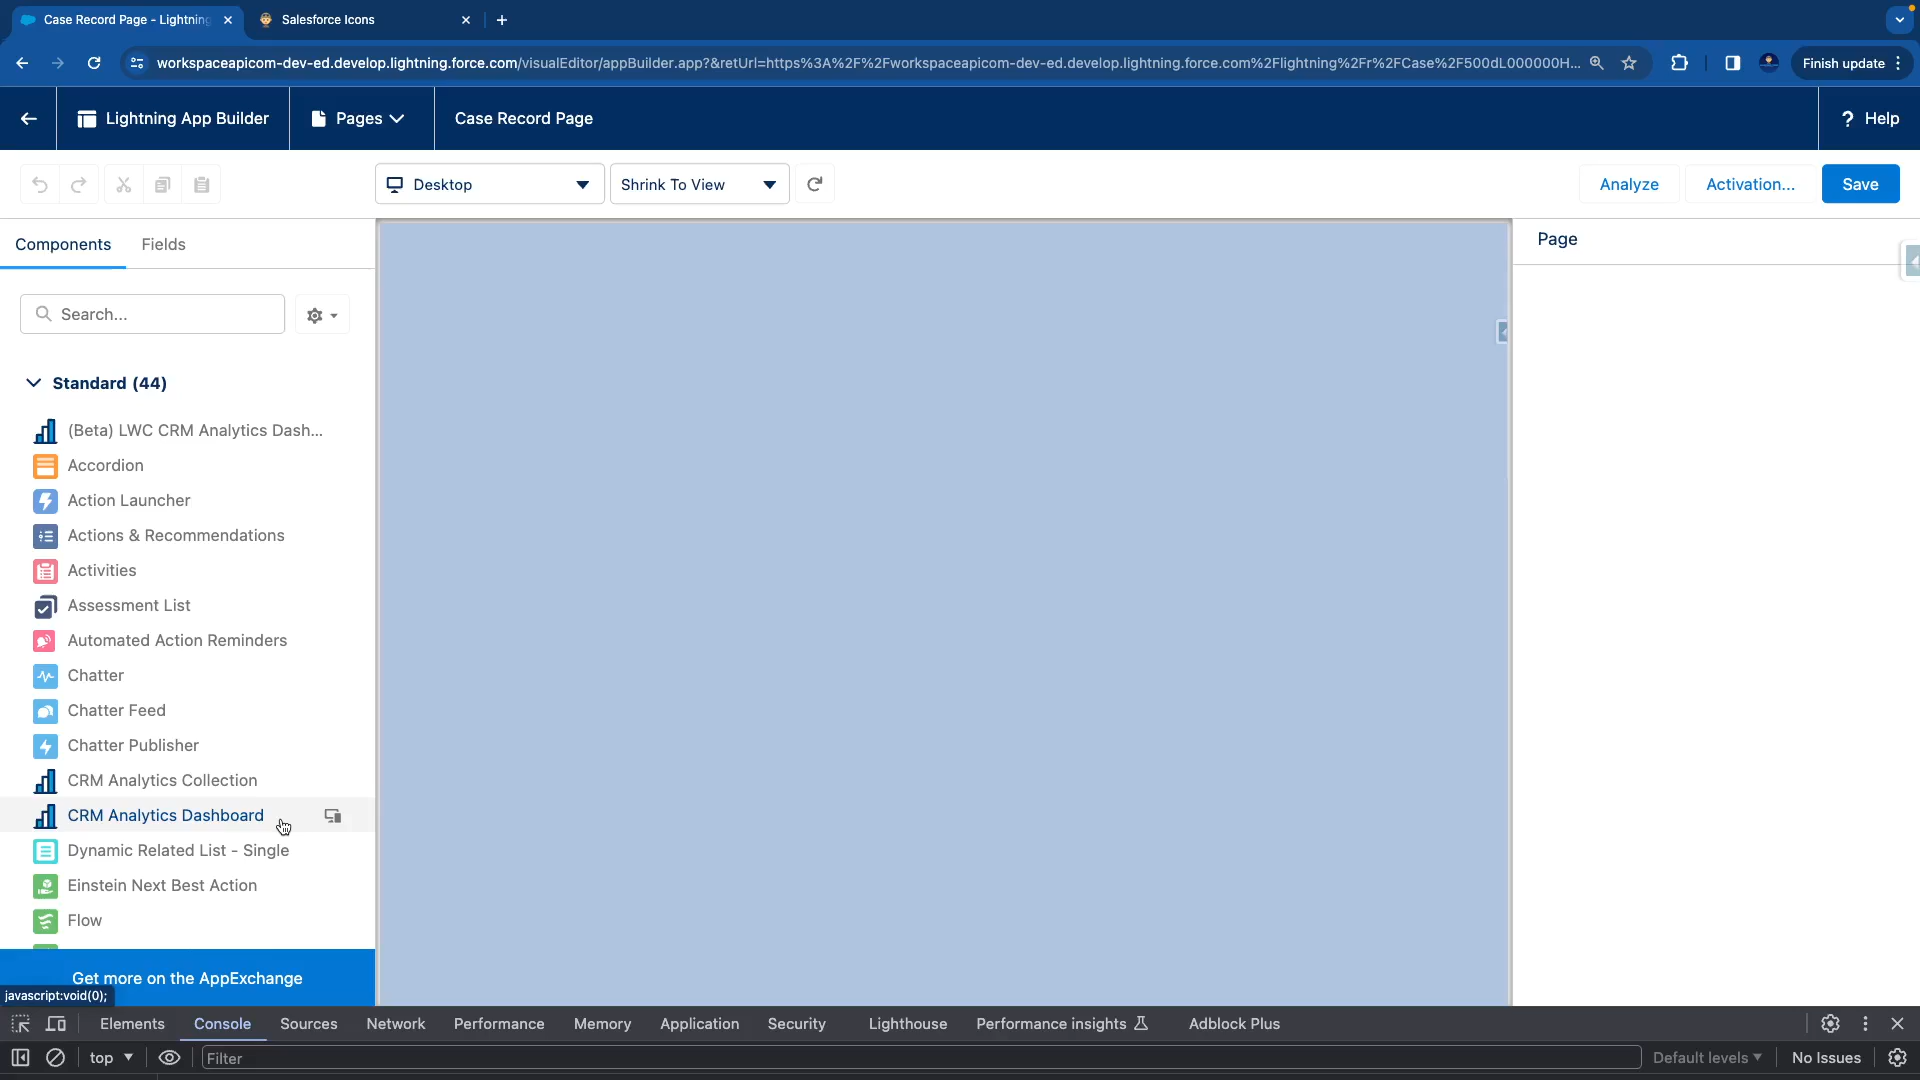 Case Record Page - Lightning
Salesforce Icons
workspaceapicom-dev-ed.develop.lightning.force.com/visualEditor/appBuilder.app?&retUrl=https%3A%2F%2Fworkspaceapicom-dev-ed.develop.lightning.force.com%2Flightning%2Fr%2FCase%2F500dL000000H...
Finish update
Lightning App Builder
Pages
Case Record Page
? Help
Desktop
Shrink To View
Analyze
Activation...
Save
Components
Fields
Page
Search...
Standard (44)
(Beta) LWC CRM Analytics Dash...
Accordion
Action Launcher
Actions & Recommendations
Activities
Assessment List
Automated Action Reminders
Chatter
Chatter Feed
Chatter Publisher
CRM Analytics Collection
CRM Analytics Dashboard
Dynamic Related List - Single
Einstein Next Best Action
Flow
Get more on the AppExchange
javascript:void(0);
Elements
Console
Sources
Network
Performance
Memory
Application
Security
Lighthouse
Performance insights
Adblock Plus
top
Filter
Default levels
No Issues